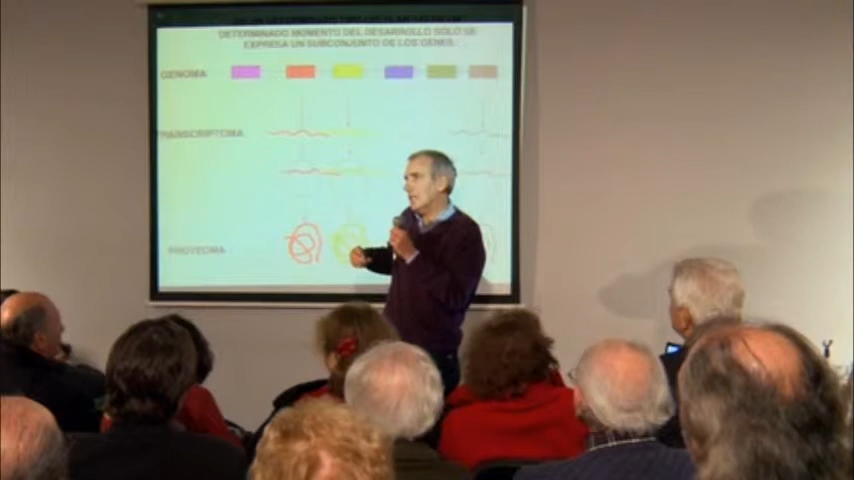 DETERMINADO MOMENTO DEL DESARROLLO SOLO SE
EXPRESA UN SUBCONJUNTO DE LOS GENES.
GENOMA
TRANSCRIPTOMA
PROTEOMA